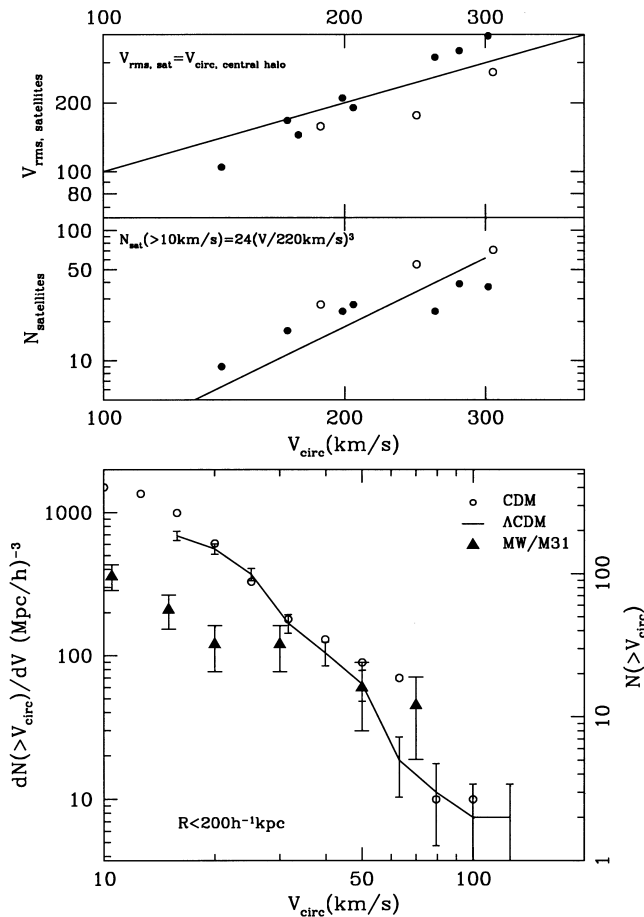 100 200 300
V_rms, sat=V_circ, central halo
V_rms, satellites
200
100
80
N_sat(>10km/s)=24(V/220km/s)³
N_satellites
100
50
10
100 200 300
V_circ(km/s)
○ CDM
— ΛCDM
▲ MW/M31
dN(>V_circ)/dV (Mpc/h)⁻³
1000
100
10
N(>V_circ)
100
10
1
R<200h⁻¹kpc
10 50 100
V_circ(km/s)